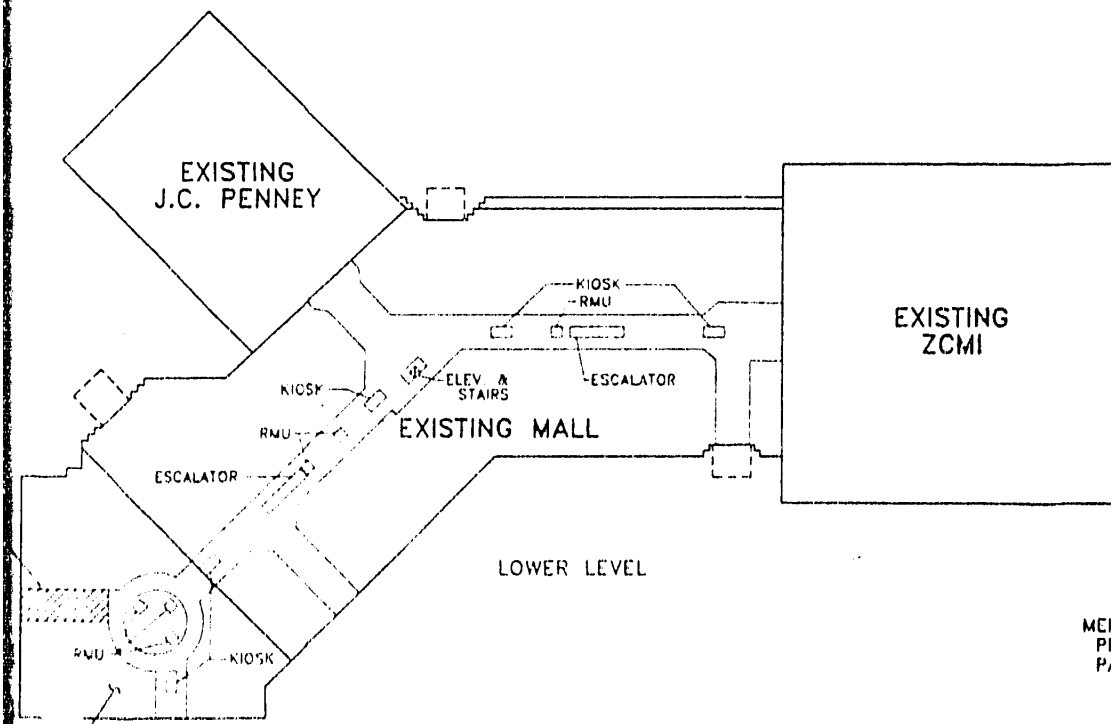 EXISTING
J.C. PENNEY
KIOSK
RMU
EXISTING
ZCMI
ELEV. &
STAIRS
ESCALATOR
KIOSK
RMU
EXISTING MALL
ESCALATOR
LOWER LEVEL
RMU
KIOSK